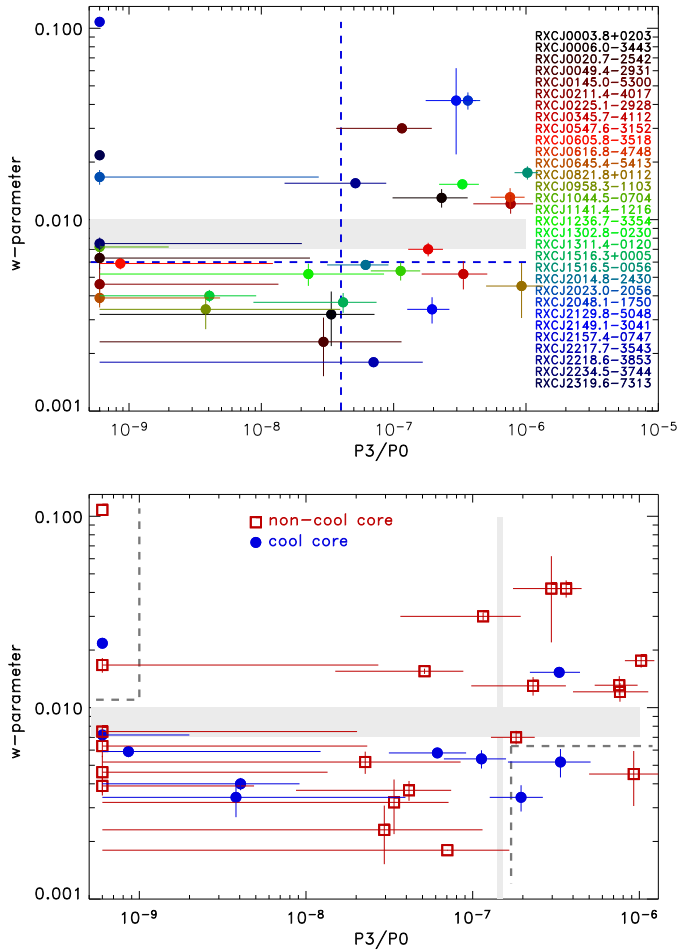 0.100
0.010
0.001
w-parameter
RXCJ0003.8+0203
RXCJ0006.0-3443
RXCJ0020.7-2542
RXCJ0049.4-2931
RXCJ0145.0-5300
RXCJ0211.4-4017
RXCJ0225.1-2928
RXCJ0345.7-4112
RXCJ0547.6-3152
RXCJ0605.8-3518
RXCJ0616.8-4748
RXCJ0645.4-5413
RXCJ0821.8+0112
RXCJ0958.3-1103
RXCJ1044.5-0704
RXCJ1141.4-1216
RXCJ1236.7-3354
RXCJ1302.8-0230
RXCJ1311.4-0120
RXCJ1516.3+0005
RXCJ1516.5-0056
RXCJ2014.8-2430
RXCJ2023.0-2056
RXCJ2048.1-1750
RXCJ2129.8-5048
RXCJ2149.1-3041
RXCJ2157.4-0747
RXCJ2217.7-3543
RXCJ2218.6-3853
RXCJ2234.5-3744
RXCJ2319.6-7313
10⁻⁹ 10⁻⁸ 10⁻⁷ 10⁻⁶ 10⁻⁵
P3/P0
0.100
0.010
0.001
w-parameter
non-cool core
cool core
10⁻⁹ 10⁻⁸ 10⁻⁷ 10⁻⁶
P3/P0